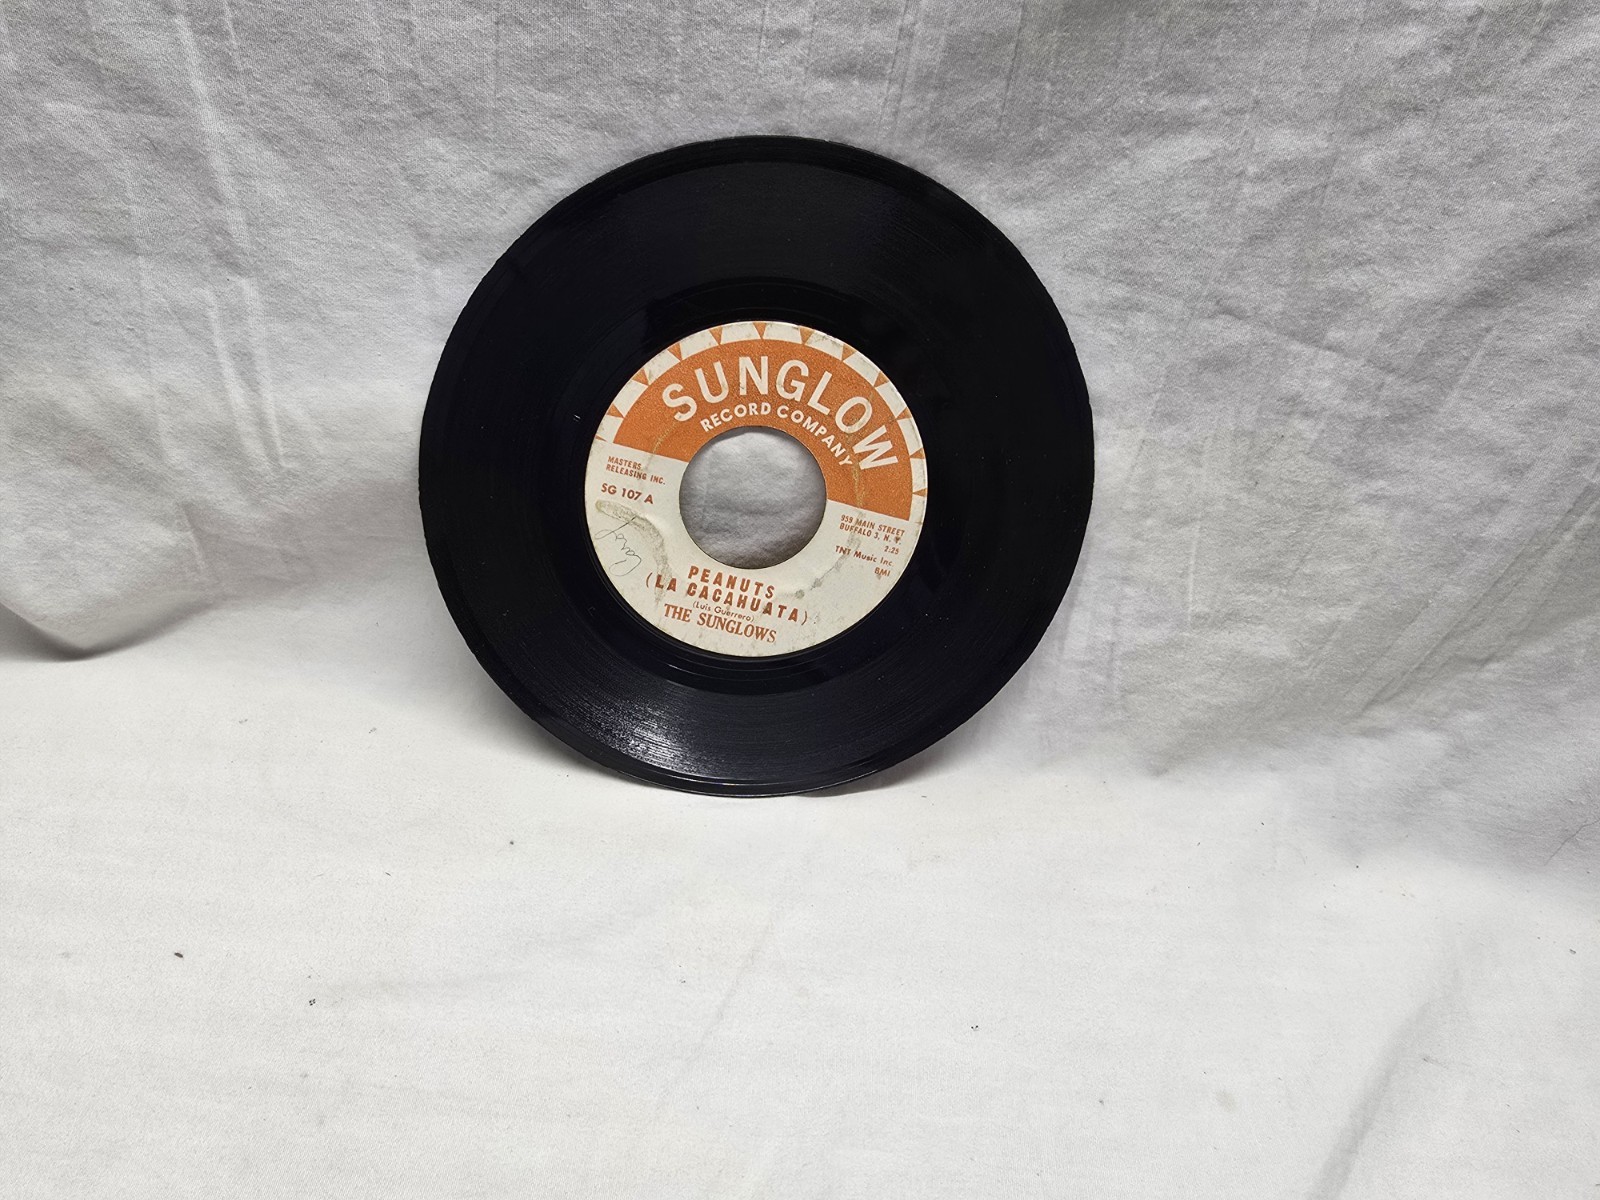 SUNGLOW
RECORD COMPANY
MASTERS
RELEASING INC.
SG 107 A
959 MAIN STREET
BUFFALO 3, N. Y.
2:25
TNT Music Inc.
BMI
Carol
PEANUTS
(LA CACAHUATA)
(Luis Guerrero)
THE SUNGLOWS